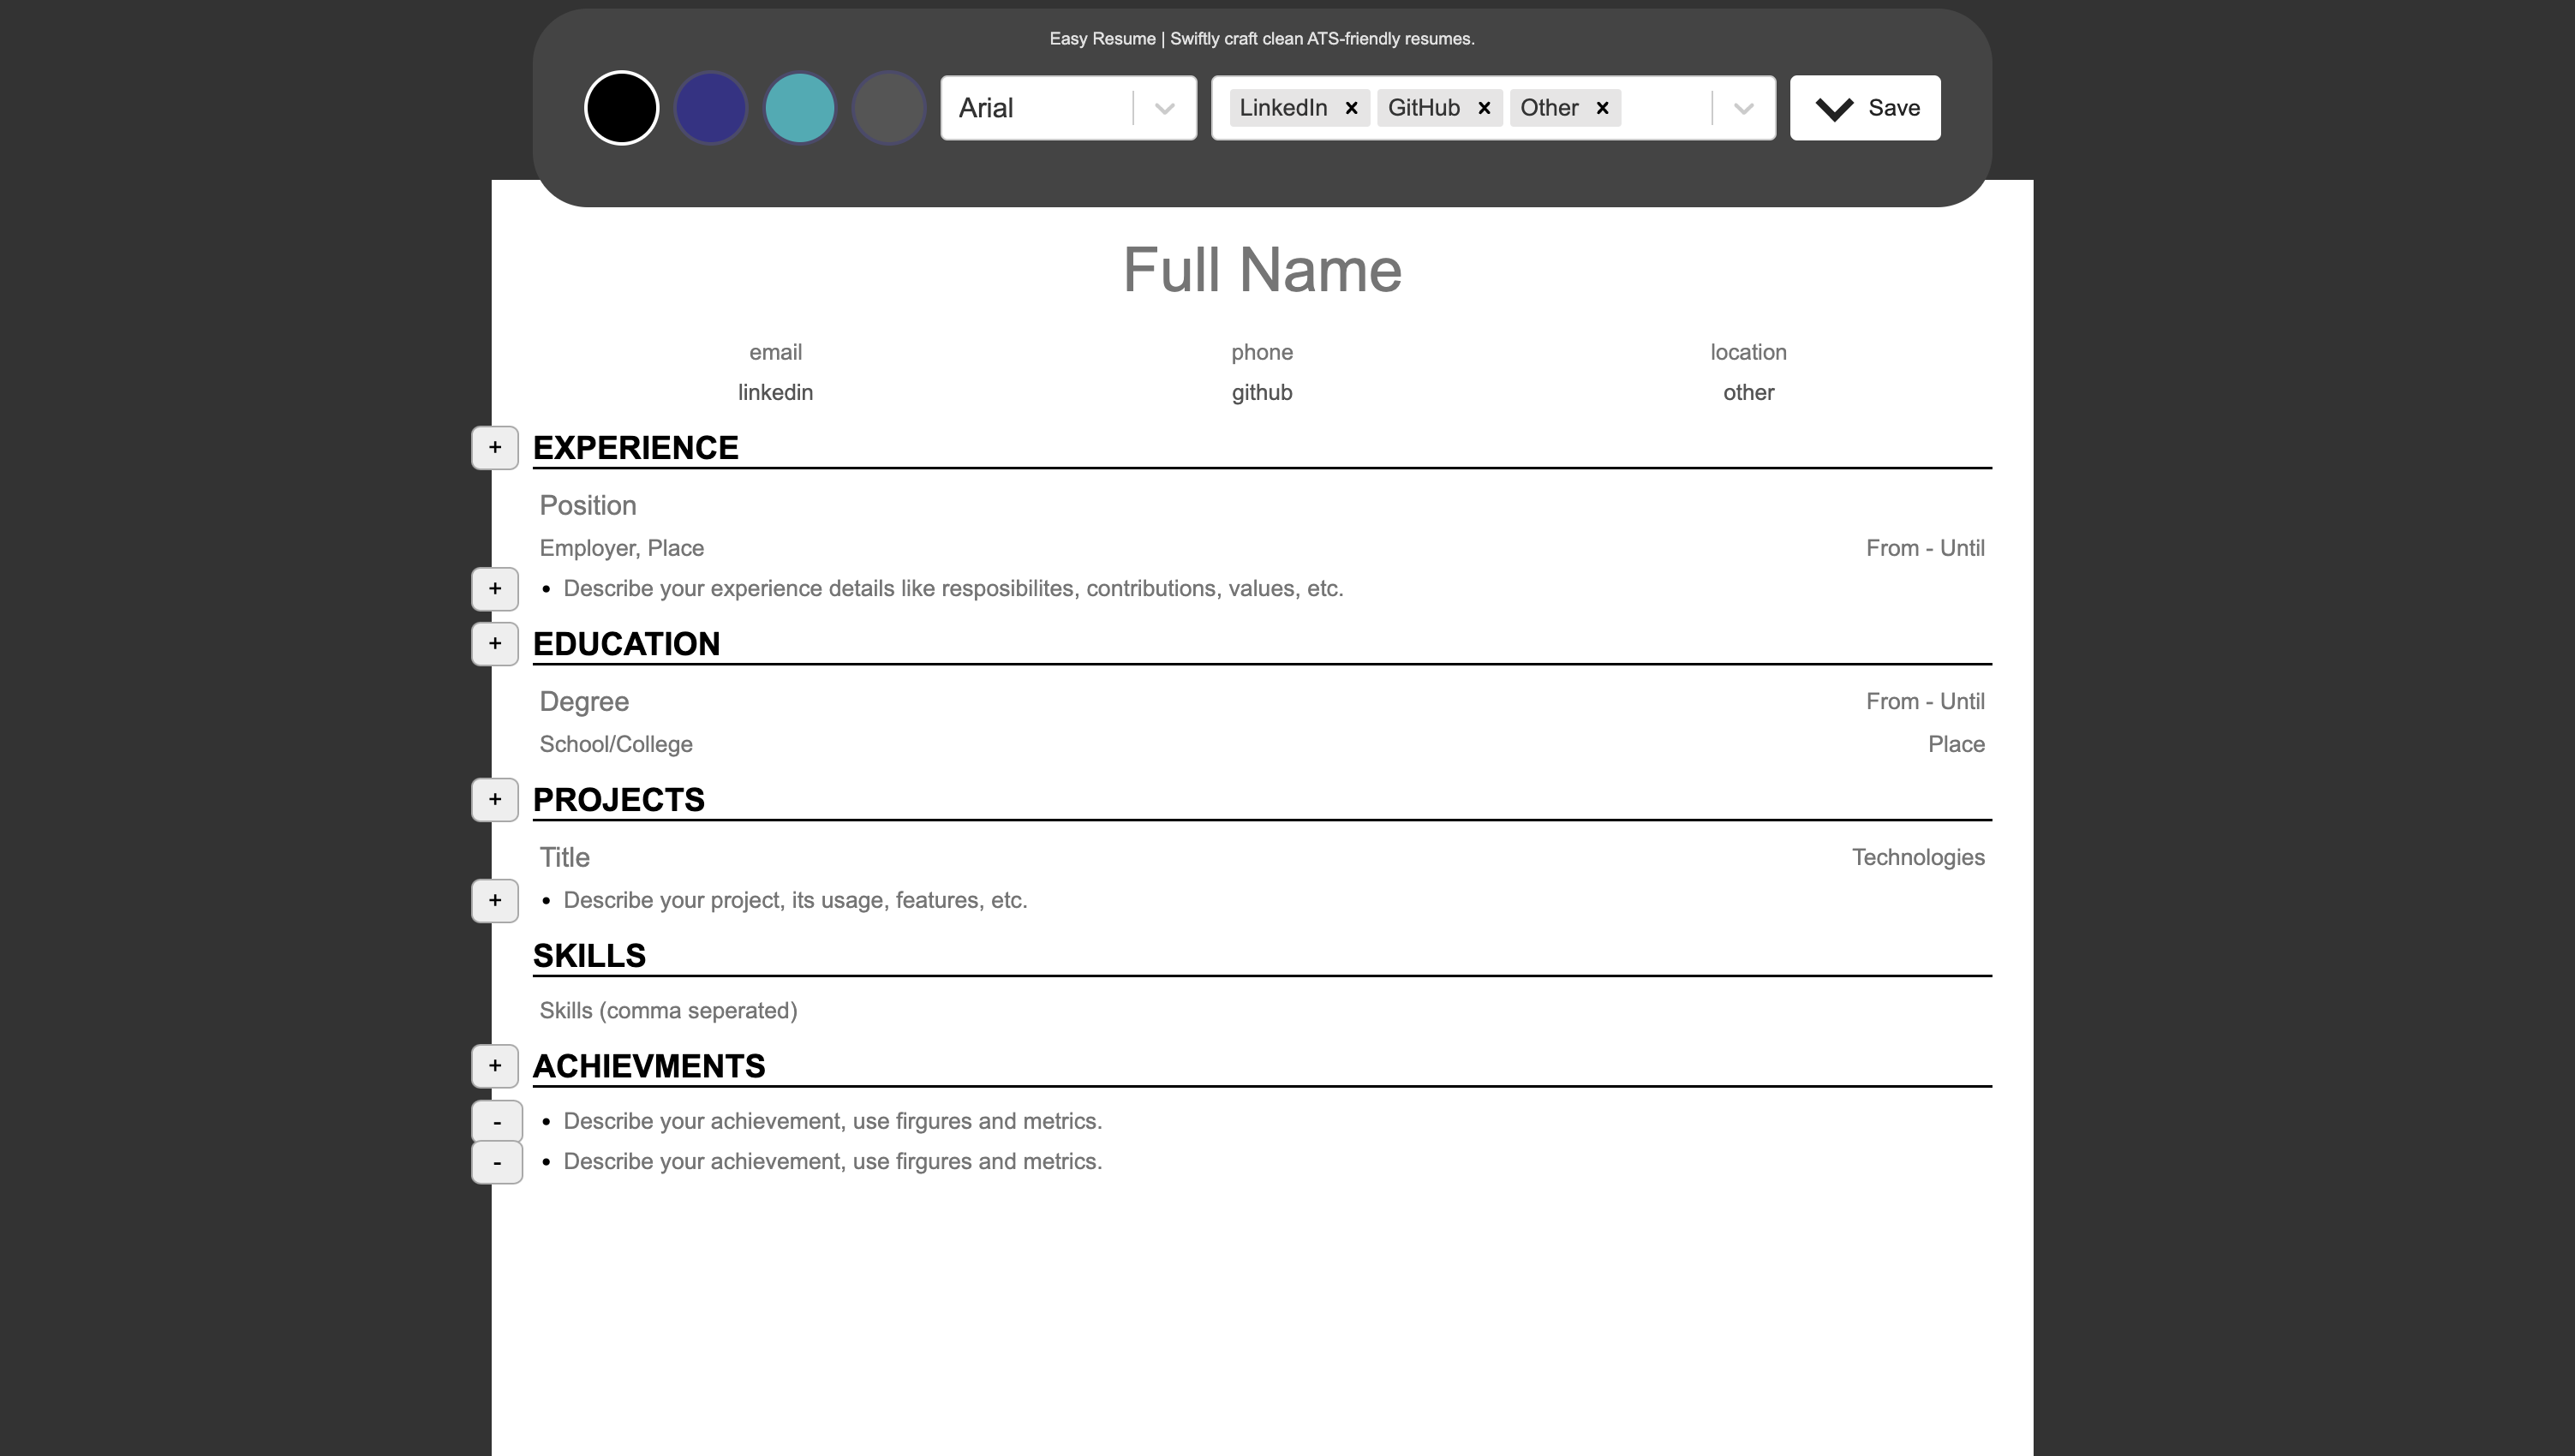 Easy Resume | Swiftly craft clean ATS-friendly resumes.
Arial LinkedIn × GitHub × Other × Save
Full Name
email phone location
linkedin github other
+ EXPERIENCE
Position
Employer, Place From - Until
+ • Describe your experience details like resposibilites, contributions, values, etc.
+ EDUCATION
Degree From - Until
School/College Place
+ PROJECTS
Title Technologies
+ • Describe your project, its usage, features, etc.
SKILLS
Skills (comma seperated)
+ ACHIEVMENTS
- • Describe your achievement, use firgures and metrics.
- • Describe your achievement, use firgures and metrics.